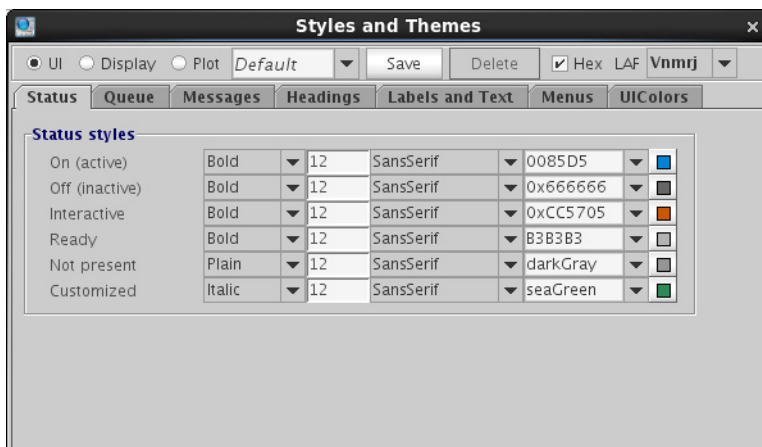 Styles and Themes
UI Display Plot Default Save Delete Hex LAF Vnmrj
Status Queue Messages Headings Labels and Text Menus UIColors
Status styles
On (active) Bold 12 SansSerif 0085D5
Off (inactive) Bold 12 SansSerif 0x666666
Interactive Bold 12 SansSerif 0xCC5705
Ready Bold 12 SansSerif B3B3B3
Not present Plain 12 SansSerif darkGray
Customized Italic 12 SansSerif seaGreen